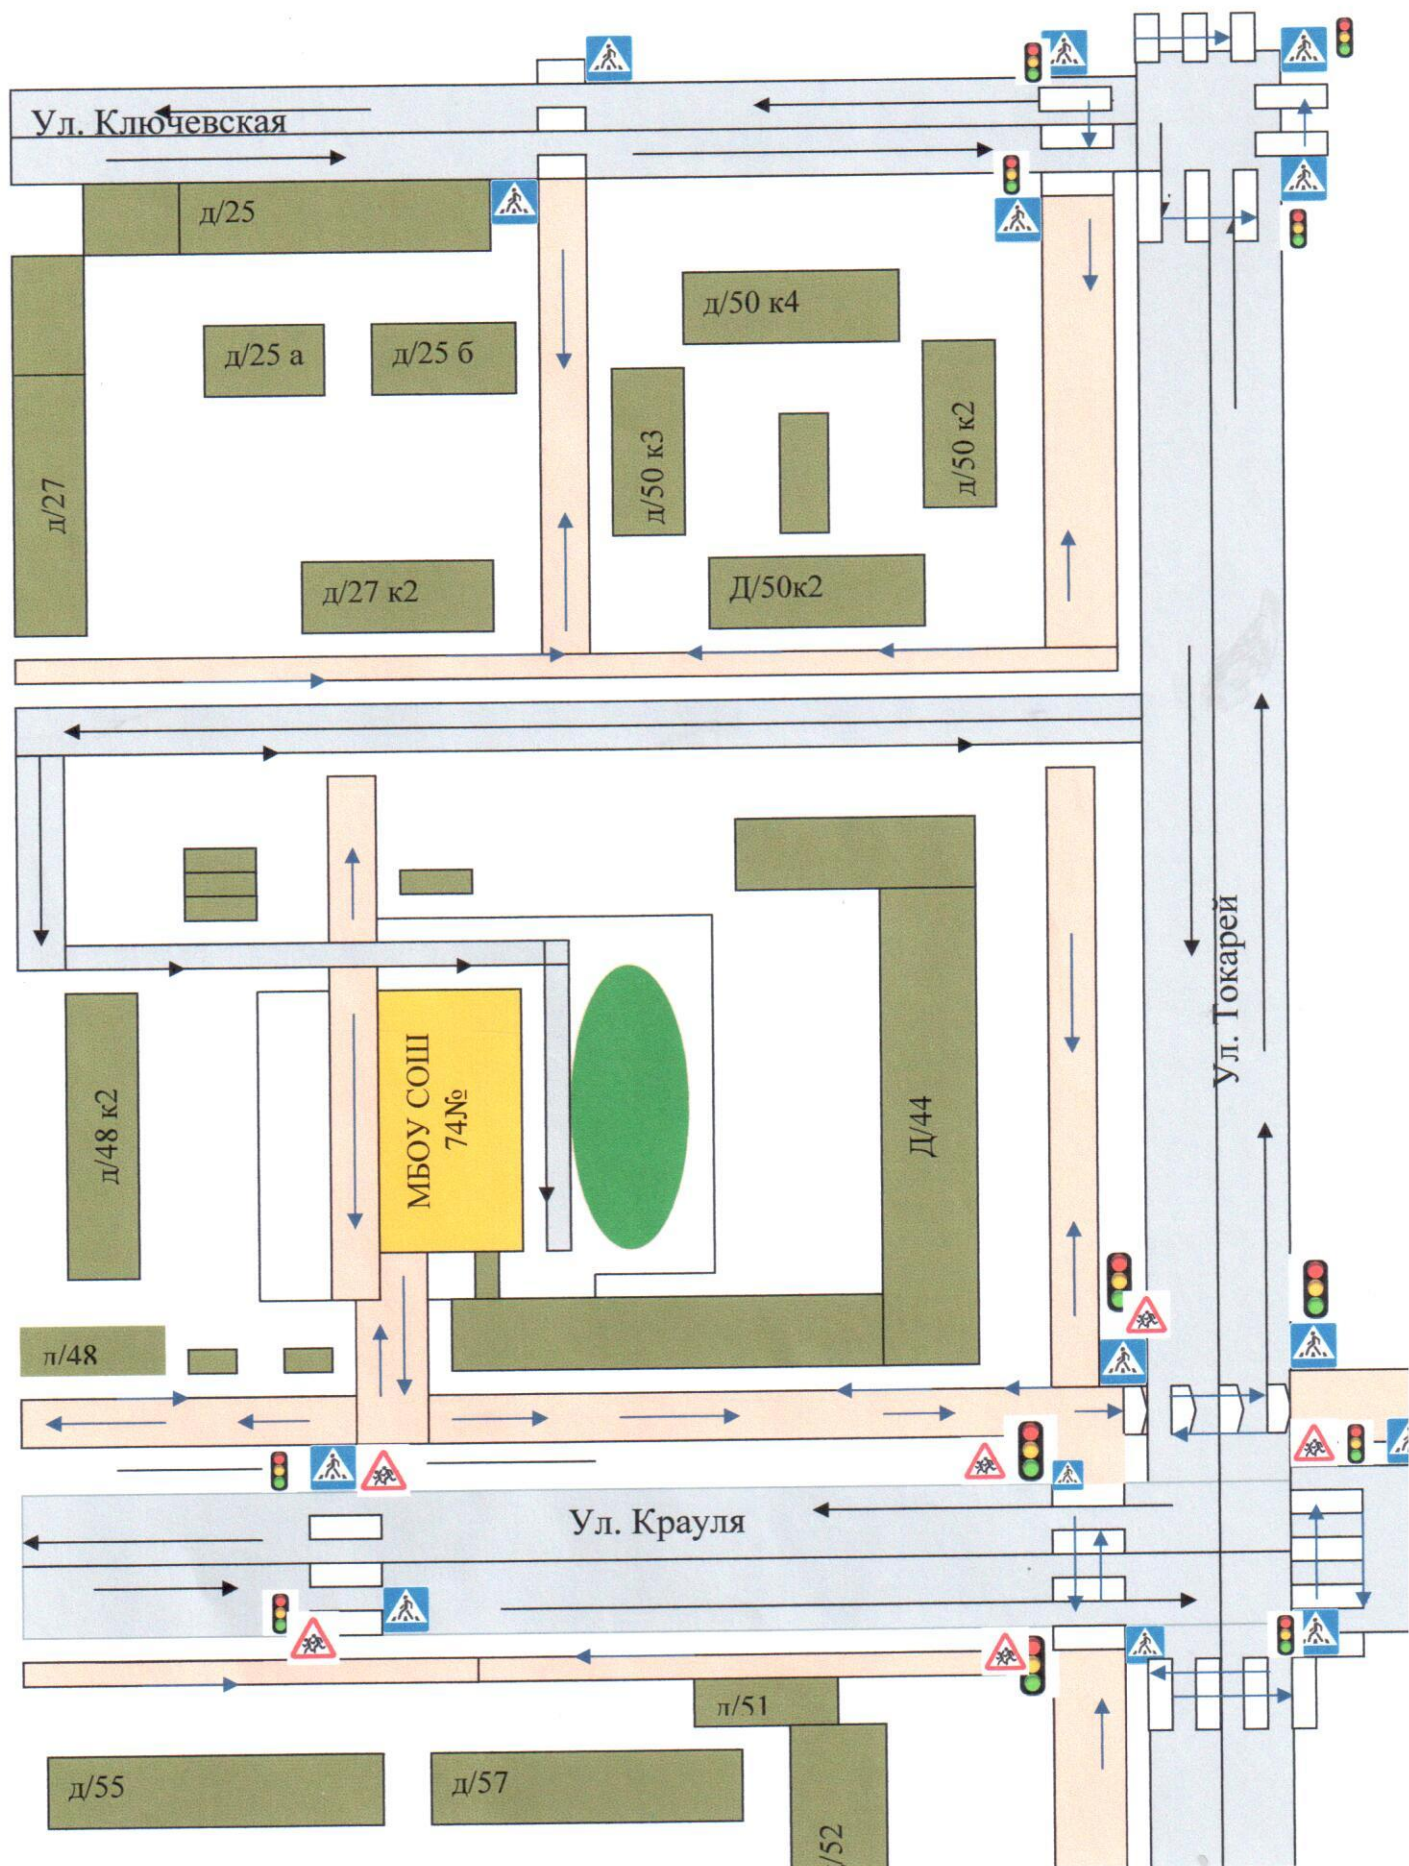 Ул. Ключевская
д/25
д/50 к4
д/25 а
д/25 б
д/50 к3
д/50 к2
д/27
д/27 к2
Д/50к2
Ул. Токарей
МБОУ СОШ
74№
д/48 к2
Д/44
д/48
Ул. Крауля
д/51
д/55
д/57
/52